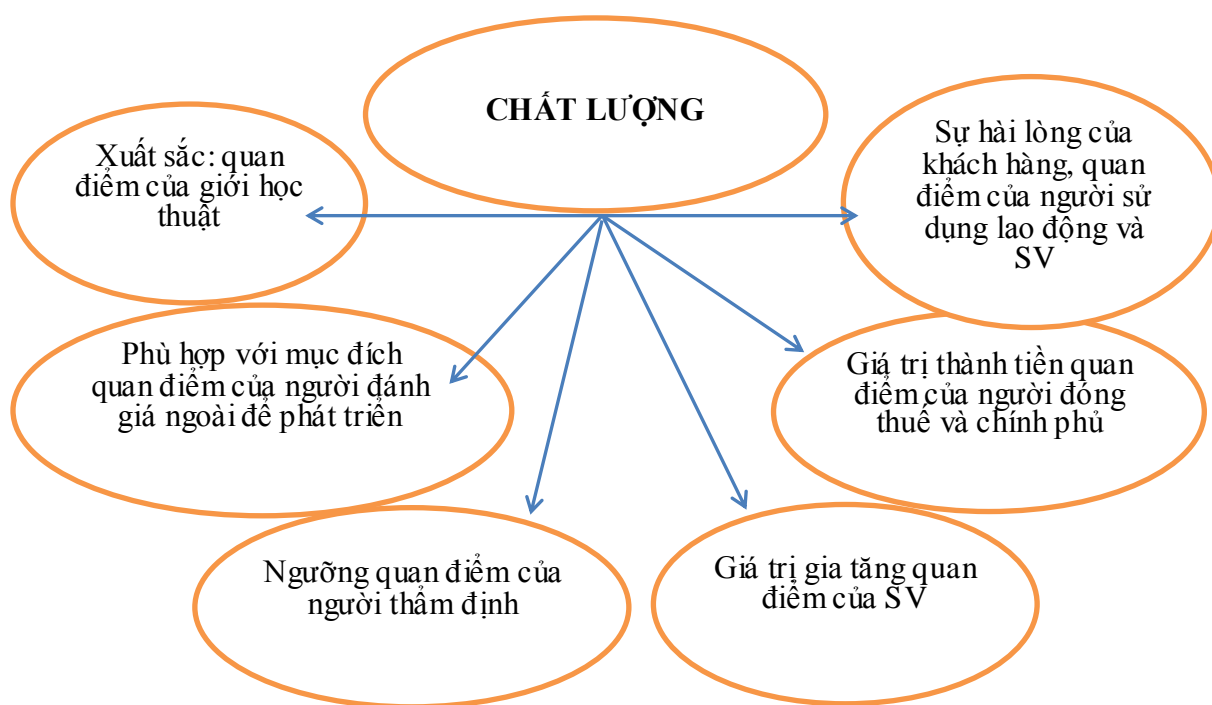 CHẤT LƯỢNG
Xuất sắc: quan
điểm của giới học
thuật
Sự hài lòng của
khách hàng, quan
điểm của người sử
dụng lao động và
SV
Phù hợp với mục đích
quan điểm của người đánh
giá ngoài để phát triển
Giá trị thành tiền quan
điểm của người đóng
thuế và chính phủ
Ngưỡng quan điểm của
người thẩm định
Giá trị gia tăng quan
điểm của SV